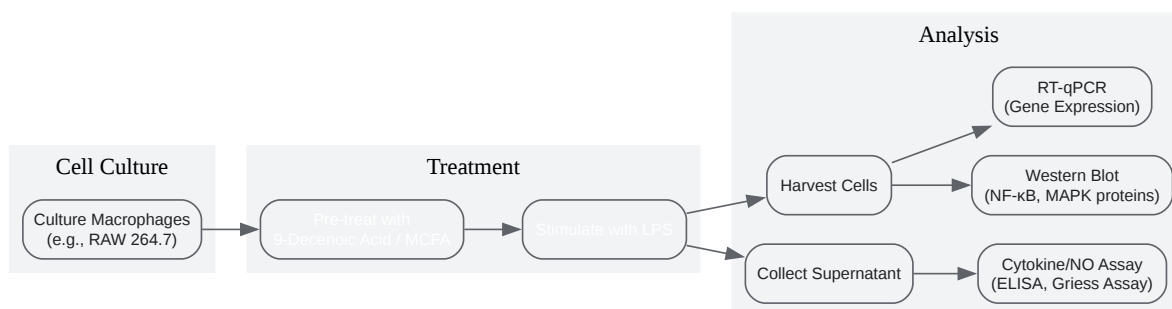 Cell Culture
Culture Macrophages
(e.g., RAW 264.7)
Treatment
Pre-treat with
9-Decenoic Acid / MCFA
Stimulate with LPS
Analysis
Harvest Cells
Collect Supernatant
RT-qPCR
(Gene Expression)
Western Blot
(NF-κB, MAPK proteins)
Cytokine/NO Assay
(ELISA, Griess Assay)